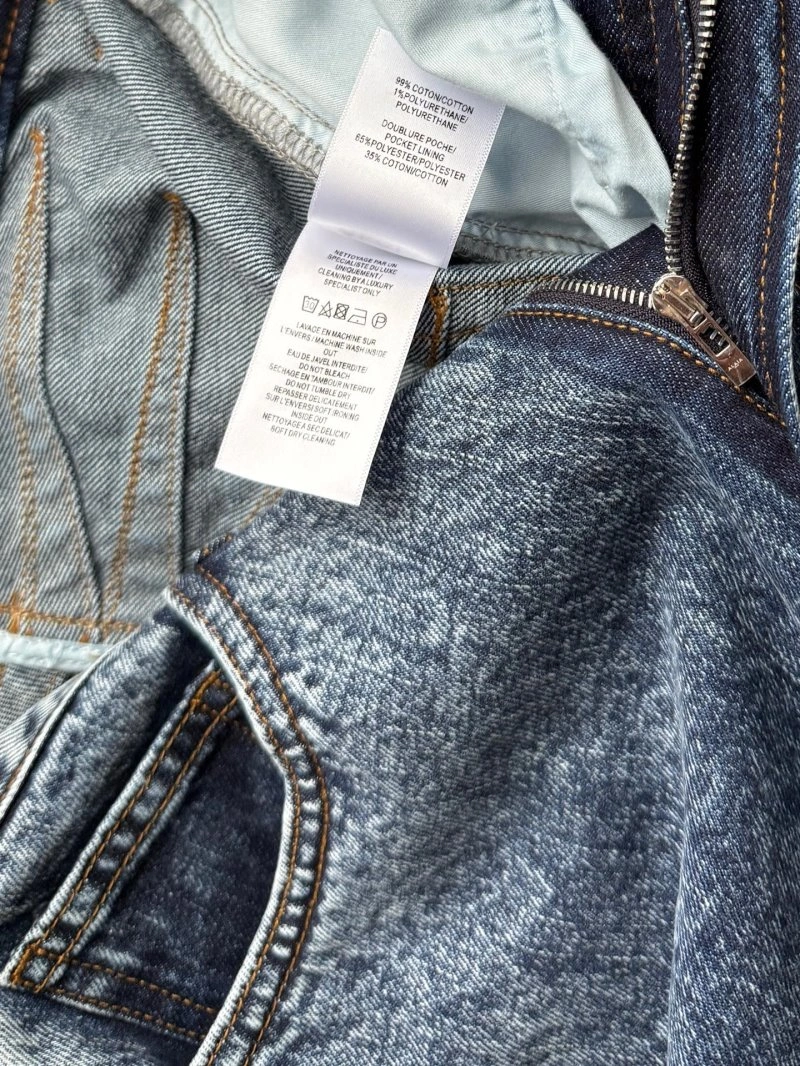 99% COTON/COTTON
1%POLYURETHANE/
POLYURETHANE
DOUBLURE POCHE/
POCKET LINING
65%POLYESTER/POLYESTER
35% COTON/COTTON
NETTOYAGE PAR UN
SPECIALISTE DU LUXE
UNIQUEMENT/
CLEANING BY A LUXURY
SPECIALIST ONLY
LAVAGE EN MACHINE SUR
L'ENVERS/MACHINE WASH INSIDE
OUT
EAU DE JAVEL INTERDITE/
DO NOT BLEACH
SECHAGE EN TAMBOUR INTERDIT/
DO NOT TUMBLE DRY
REPASSER DELICATEMENT
SUR L'ENVERS/SOFT IRONING
INSIDE OUT
NETTOYAGE A SEC DELICAT/
SOFT DRY CLEANING